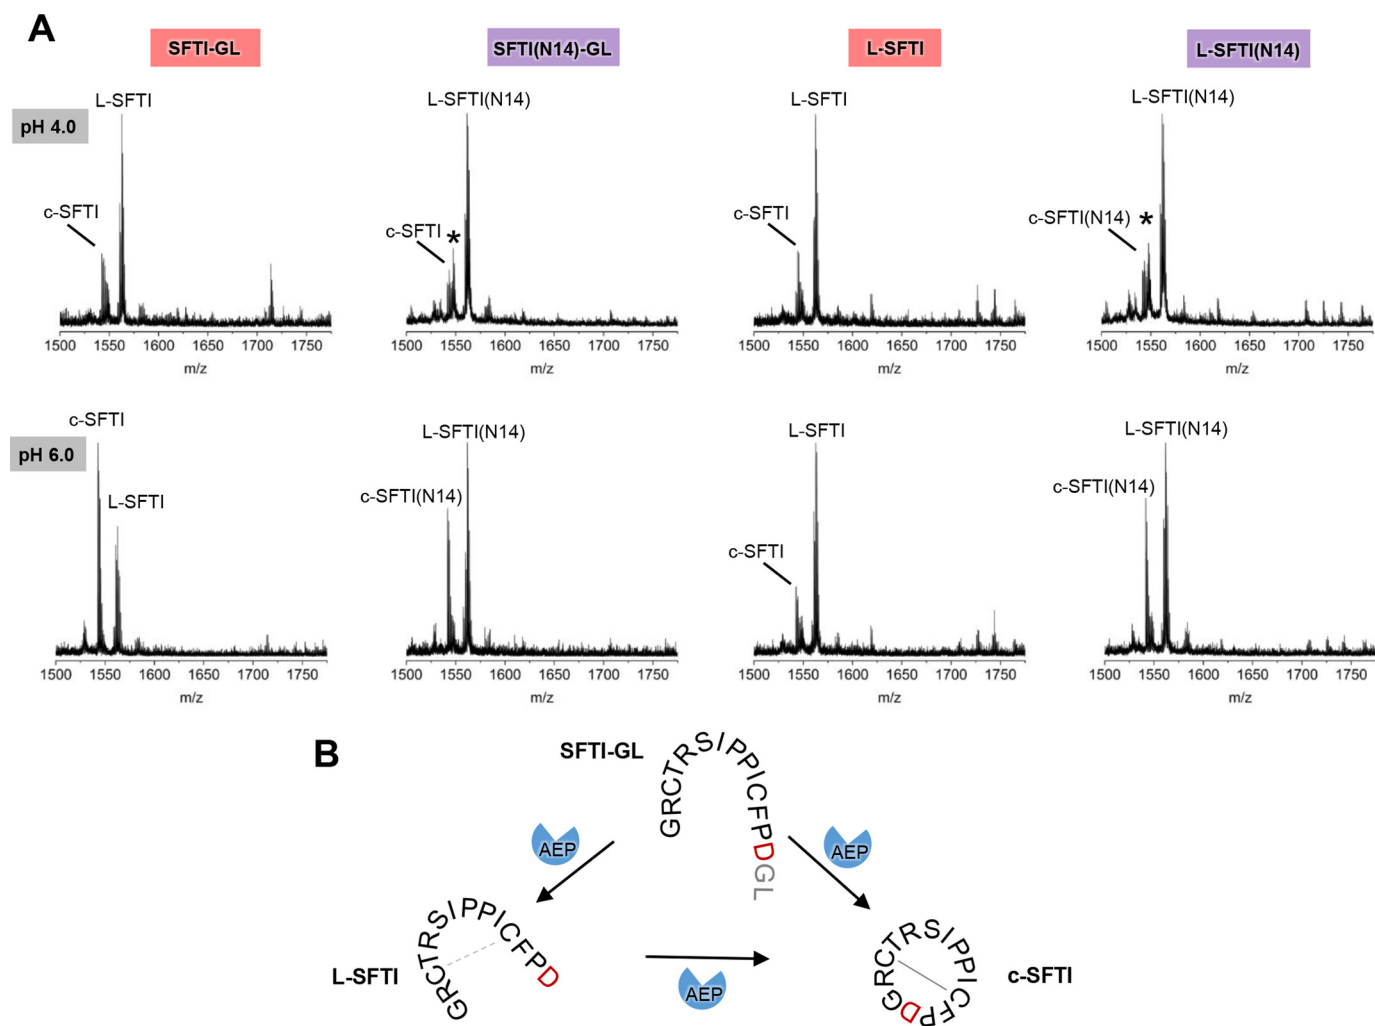 A
SFTI-GL
SFTI(N14)-GL
L-SFTI
L-SFTI(N14)
pH 4.0
L-SFTI
c-SFTI
1500 1550 1600 1650 1700 1750
m/z
L-SFTI(N14)
c-SFTI
*
1500 1550 1600 1650 1700 1750
m/z
L-SFTI
c-SFTI
1500 1550 1600 1650 1700 1750
m/z
L-SFTI(N14)
c-SFTI(N14)
*
1500 1550 1600 1650 1700 1750
m/z
pH 6.0
c-SFTI
L-SFTI
1500 1550 1600 1650 1700 1750
m/z
L-SFTI(N14)
c-SFTI(N14)
1500 1550 1600 1650 1700 1750
m/z
L-SFTI
c-SFTI
1500 1550 1600 1650 1700 1750
m/z
L-SFTI(N14)
c-SFTI(N14)
1500 1550 1600 1650 1700 1750
m/z
B
SFTI-GL
GRCTRSIPPICFPDGL
AEP
AEP
L-SFTI
GRCTRSIPPICFPD
AEP
GRCTRSIPPICFPD
c-SFTI